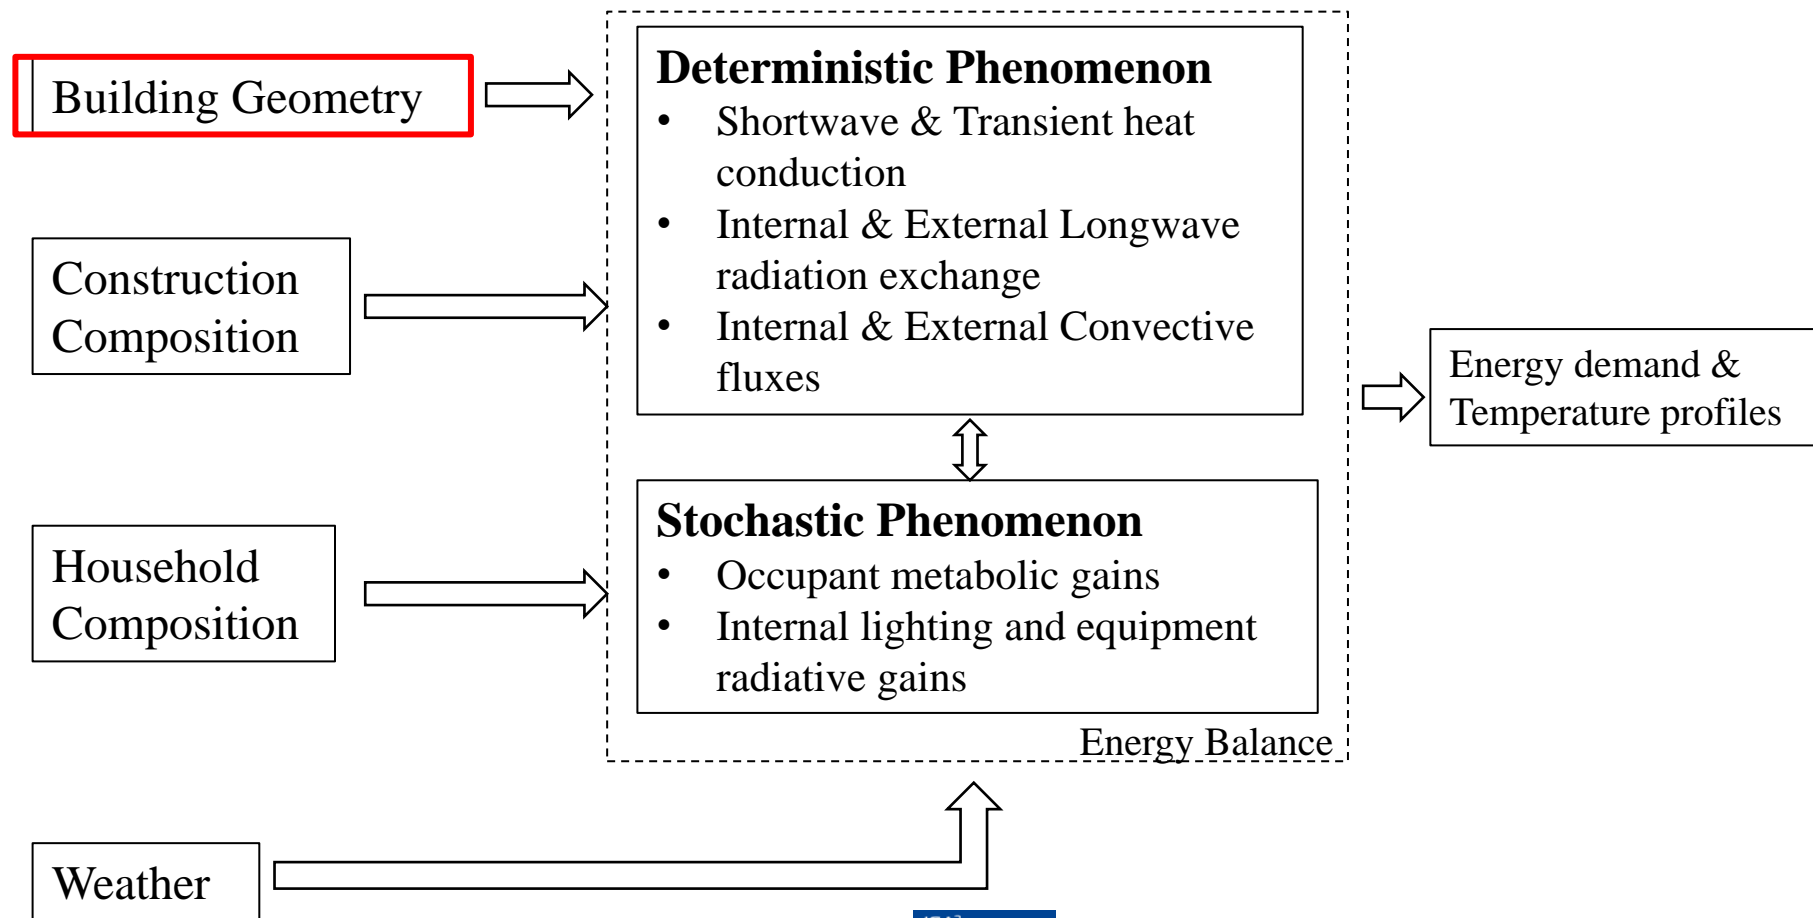 Building Geometry
Construction
Composition
Household
Composition
Weather
Deterministic Phenomenon
• Shortwave & Transient heat
conduction
• Internal & External Longwave
radiation exchange
• Internal & External Convective
fluxes
Stochastic Phenomenon
• Occupant metabolic gains
• Internal lighting and equipment
radiative gains
Energy Balance
Energy demand &
Temperature profiles